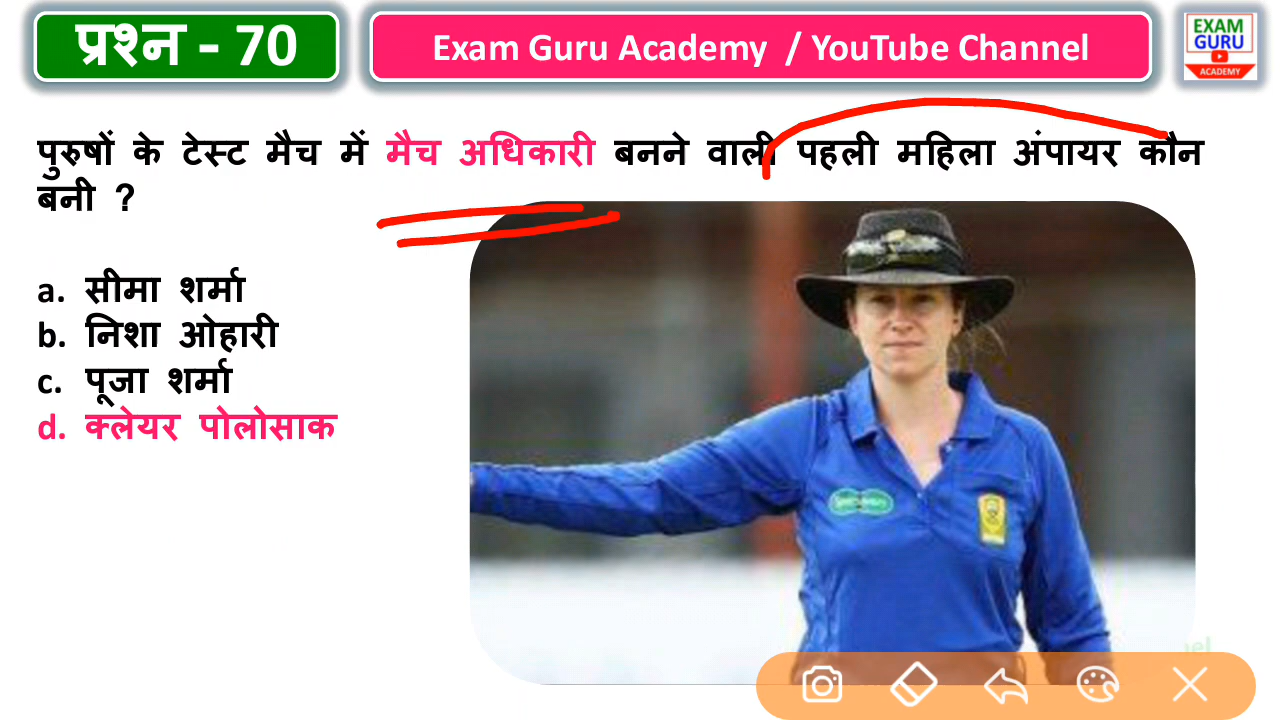 प्रश्न - 70
Exam Guru Academy / YouTube Channel
EXAM
GURU
ACADEMY
पुरुषों के टेस्ट मैच में मैच अधिकारी बनने वाली पहली महिला अंपायर कौन
बनी ?
a. सीमा शर्मा
b. निशा ओहारी
c. पूजा शर्मा
d. क्लेयर पोलोसाक